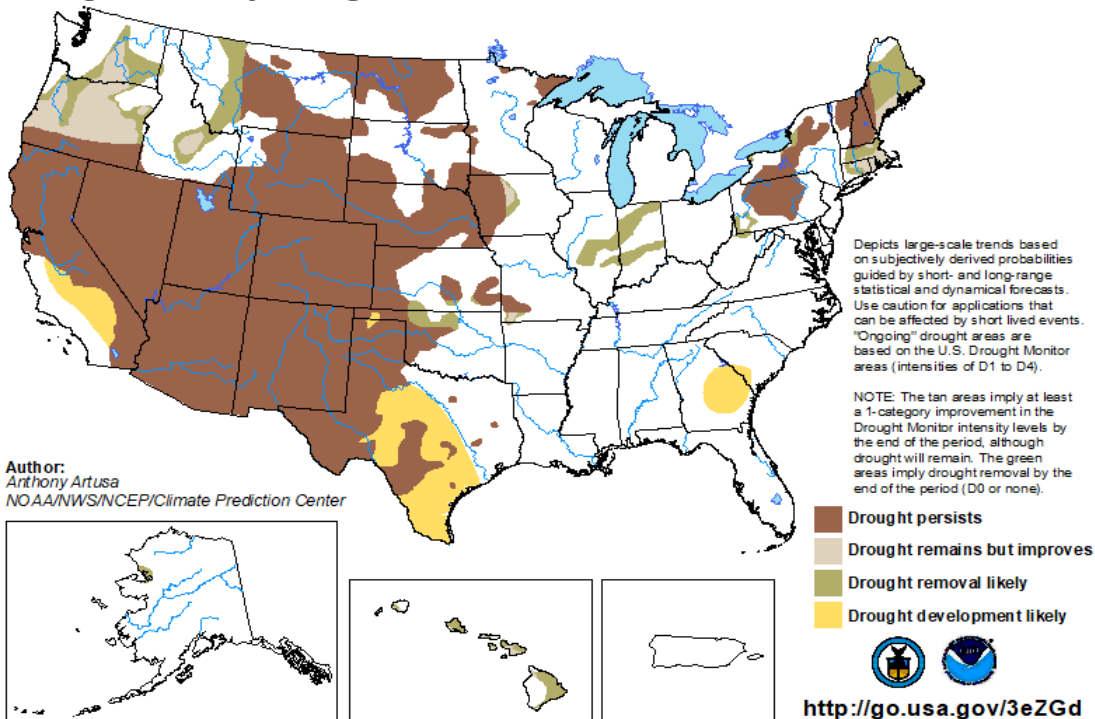 Depicts large-scale trends based
on subjectively derived probabilities
guided by short- and long-range
statistical and dynamical forecasts.
Use caution for applications that
can be affected by short lived events.
"Ongoing" drought areas are
based on the U.S. Drought Monitor
areas (intensities of D1 to D4).
NOTE: The tan areas imply at least
a 1-category improvement in the
Drought Monitor intensity levels by
the end of the period, although
drought will remain. The green
areas imply drought removal by the
end of the period (D0 or none).
Author:
Anthony Artusa
NOAA/NWS/NCEP/Climate Prediction Center
Drought persists
Drought remains but improves
Drought removal likely
Drought development likely
http://go.usa.gov/3eZGd